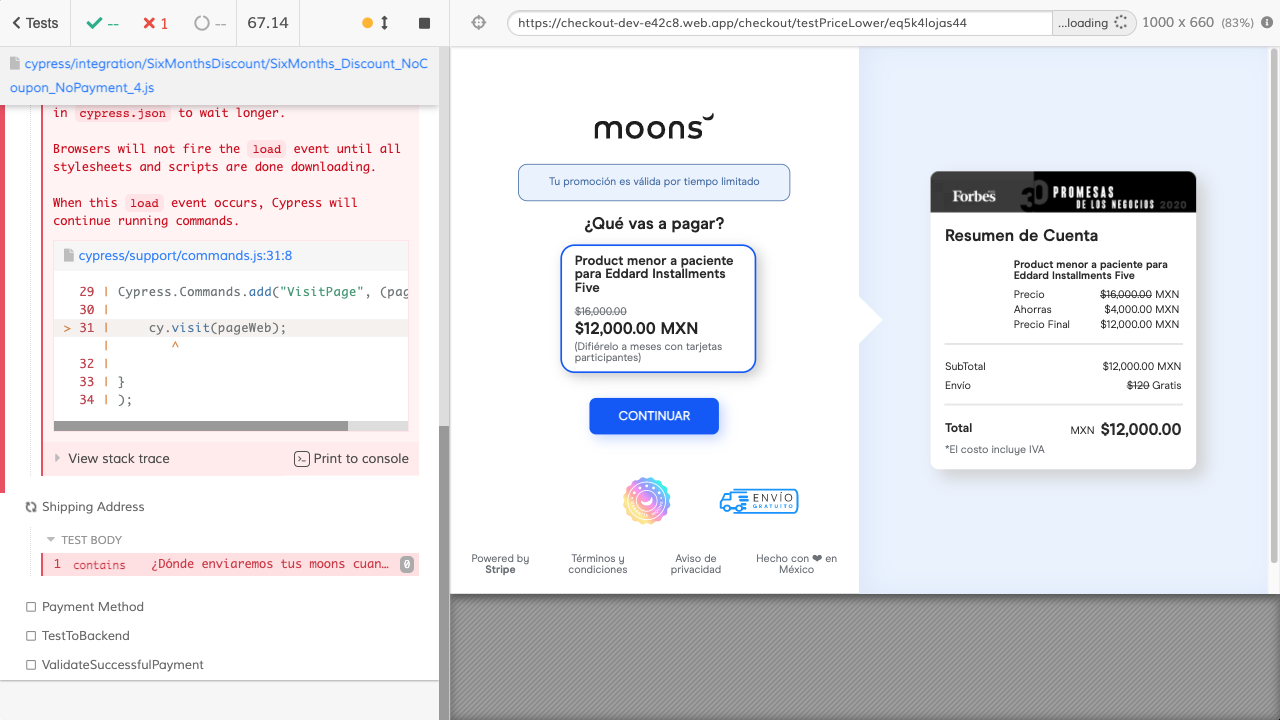 Tests
--
1
--
67.14
cypress/integration/SixMonthsDiscount/SixMonths_Discount_NoC
oupon_NoPayment_4.js
in cypress.json to wait longer.
Browsers will not fire the load event until all
stylesheets and scripts are done downloading.
When this load event occurs, Cypress will
continue running commands.
cypress/support/commands.js:31:8
29 | Cypress.Commands.add("VisitPage", (pag
30 |
> 31 | cy.visit(pageWeb);
| ^
32 |
33 | }
34 | );
View stack trace
Print to console
Shipping Address
TEST BODY
1 contains ¿Dónde enviaremos tus moons cuan… 0
Payment Method
TestToBackend
ValidateSuccessfulPayment
https://checkout-dev-e42c8.web.app/checkout/testPriceLower/eq5k4lojas44
...loading
1000 x 660 (83%)
moons
Tu promoción es válida por tiempo limitado
¿Qué vas a pagar?
Product menor a paciente
para Eddard Installments
Five
$16,000.00
$12,000.00 MXN
(Difiérelo a meses con tarjetas
participantes)
CONTINUAR
ENVÍO
GRATUITO
Powered by
Stripe
Términos y
condiciones
Aviso de
privacidad
Hecho con ❤ en
México
Forbes
30 PROMESAS
DE LOS NEGOCIOS 2020
Resumen de Cuenta
Product menor a paciente para
Eddard Installments Five
Precio $16,000.00 MXN
Ahorras $4,000.00 MXN
Precio Final $12,000.00 MXN
SubTotal $12,000.00 MXN
Envío $120 Gratis
Total MXN $12,000.00
*El costo incluye IVA